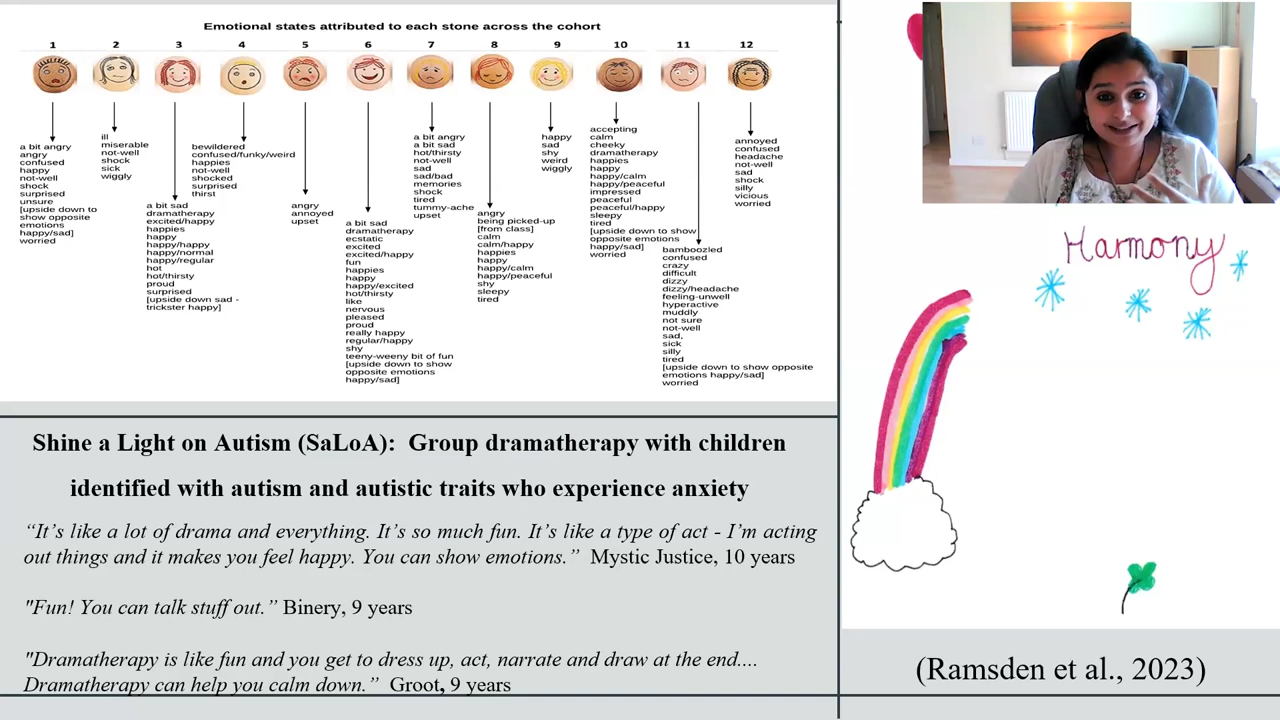 Emotional states attributed to each stone across the cohort
1 2 3 4 5 6 7 8 9 10 11 12
a bit angry
angry
confused
happy
not-well
shock
surprised
unsure
[upside down to
show opposite
emotions
happy/sad]
worried
ill
miserable
not-well
shock
sick
wiggly
a bit sad
dramatherapy
excited/happy
happies
happy
happy/happy
happy/normal
happy/regular
hot
hot/thirsty
proud
surprised
[upside down sad -
trickster happy]
bewildered
confused/funky/weird
happies
not-well
shocked
surprised
thirst
angry
annoyed
upset
a bit sad
dramatherapy
ecstatic
excited
excited/happy
fun
happies
happy
happy/excited
hot/thirsty
like
nervous
pleased
proud
really happy
regular/happy
shy
teeny-weeny bit of fun
[upside down to show
opposite emotions
happy/sad]
a bit angry
a bit sad
hot/thirsty
not-well
sad
sad/bad
memories
shock
tired
tummy-ache
upset
angry
being picked-up
[from class]
calm
calm/happy
happies
happy
happy/calm
happy/peaceful
shy
sleepy
tired
happy
sad
shy
weird
wiggly
accepting
calm
cheeky
dramatherapy
happies
happy
happy/calm
happy/peaceful
impressed
peaceful
peaceful/happy
sleepy
tired
[upside down to show
opposite emotions
happy/sad]
worried
bamboozled
confused
crazy
difficult
dizzy
dizzy/headache
feeling-unwell
hyperactive
muddly
not sure
not-well
sad,
sick
silly
tired
[upside down to show opposite
emotions happy/sad]
worried
annoyed
confused
headache
not-well
sad
shock
silly
vicious
worried
Harmony
Shine a Light on Autism (SaLoA): Group dramatherapy with children
identified with autism and autistic traits who experience anxiety
“It’s like a lot of drama and everything. It’s so much fun. It’s like a type of act - I’m acting
out things and it makes you feel happy. You can show emotions.” Mystic Justice, 10 years
"Fun! You can talk stuff out.” Binery, 9 years
"Dramatherapy is like fun and you get to dress up, act, narrate and draw at the end....
Dramatherapy can help you calm down.” Groot, 9 years
(Ramsden et al., 2023)